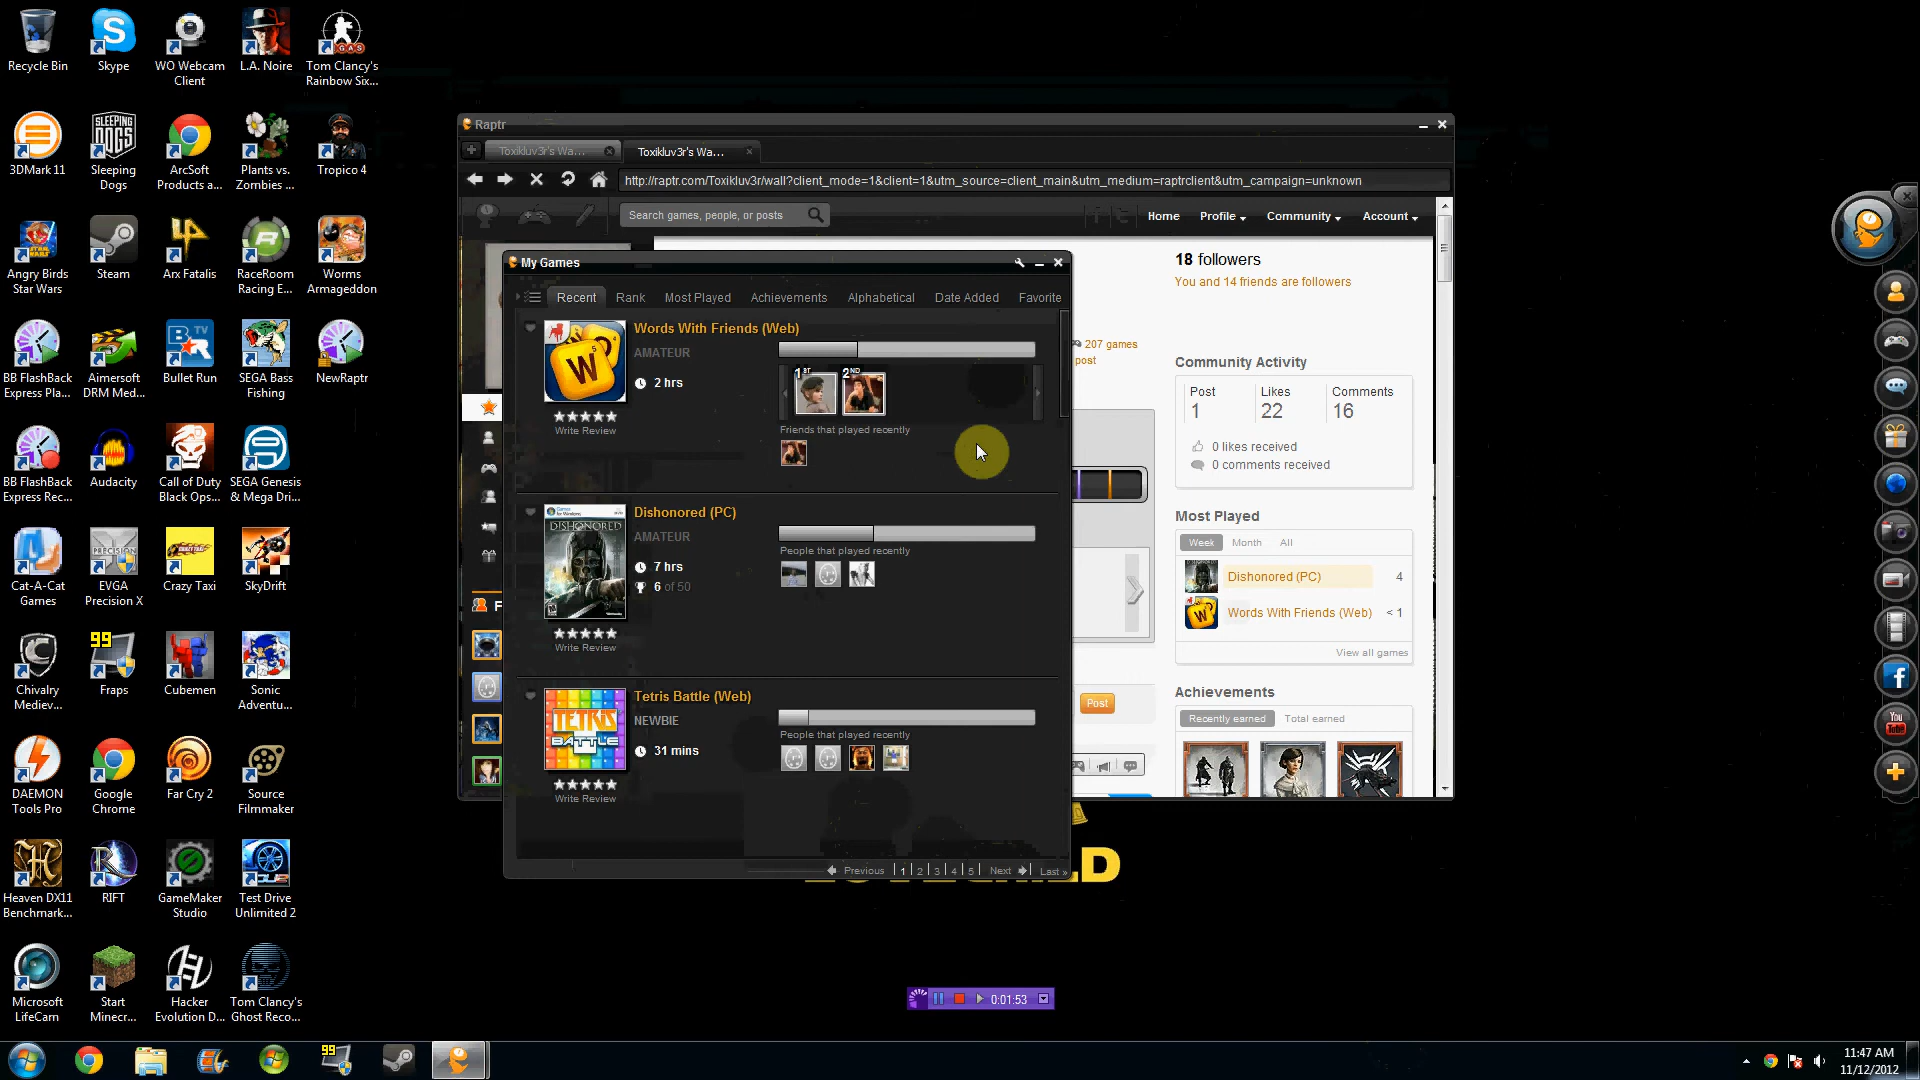 Recycle Bin
Skype
WO Webcam
Client
L.A. Noire
Tom Clancy's
Rainbow Six...
3DMark 11
Sleeping
Dogs
ArcSoft
Products a...
Plants vs.
Zombies ...
Tropico 4
Angry Birds
Star Wars
Steam
Arx Fatalis
RaceRoom
Racing E...
Worms
Armageddon
BB FlashBack
Express Pla...
Aimersoft
DRM Med...
Bullet Run
SEGA Bass
Fishing
NewRaptr
BB FlashBack
Express Rec...
Audacity
Call of Duty
Black Ops...
SEGA Genesis
& Mega Dri...
Cat-A-Cat
Games
EVGA
Precision X
Crazy Taxi
SkyDrift
Chivalry
Mediev...
Fraps
Cubemen
Sonic
Adventu...
DAEMON
Tools Pro
Google
Chrome
Far Cry 2
Source
Filmmaker
Heaven DX11
Benchmark...
RIFT
GameMaker
Studio
Test Drive
Unlimited 2
Microsoft
LifeCam
Start
Minecr...
Hacker
Evolution D...
Tom Clancy's
Ghost Reco...
Raptr
Toxikluv3r's Wa...
Toxikluv3r's Wa...
http://raptr.com/Toxikluv3r/wall?client_mode=1&client=1&utm_source=client_main&utm_medium=raptrclient&utm_campaign=unknown
Search games, people, or posts
Home
Profile
Community
Account
My Games
Recent
Rank
Most Played
Achievements
Alphabetical
Date Added
Favorite
Words With Friends (Web)
AMATEUR
2 hrs
1ST
2ND
Write Review
Friends that played recently
Dishonored (PC)
DISHONORED
AMATEUR
7 hrs
6 of 50
People that played recently
Write Review
Tetris Battle (Web)
TETRIS
BATTLE
NEWBIE
31 mins
People that played recently
Write Review
Previous
1
2
3
4
5
Next
Last »
18 followers
You and 14 friends are followers
207 games
post
Community Activity
Post
1
Likes
22
Comments
16
0 likes received
0 comments received
Most Played
Week
Month
All
Dishonored (PC)
4
Words With Friends (Web)
< 1
View all games
Post
Achievements
Recently earned
Total earned
0:01:53
99
99
You
Tube
11:47 AM
11/12/2012